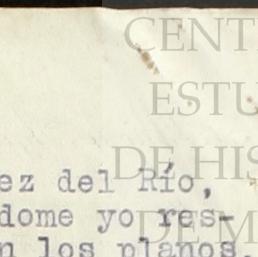 CENT
ESTU
DE HIS
DE M
ez del Río,
dome yo res-
n los planos.